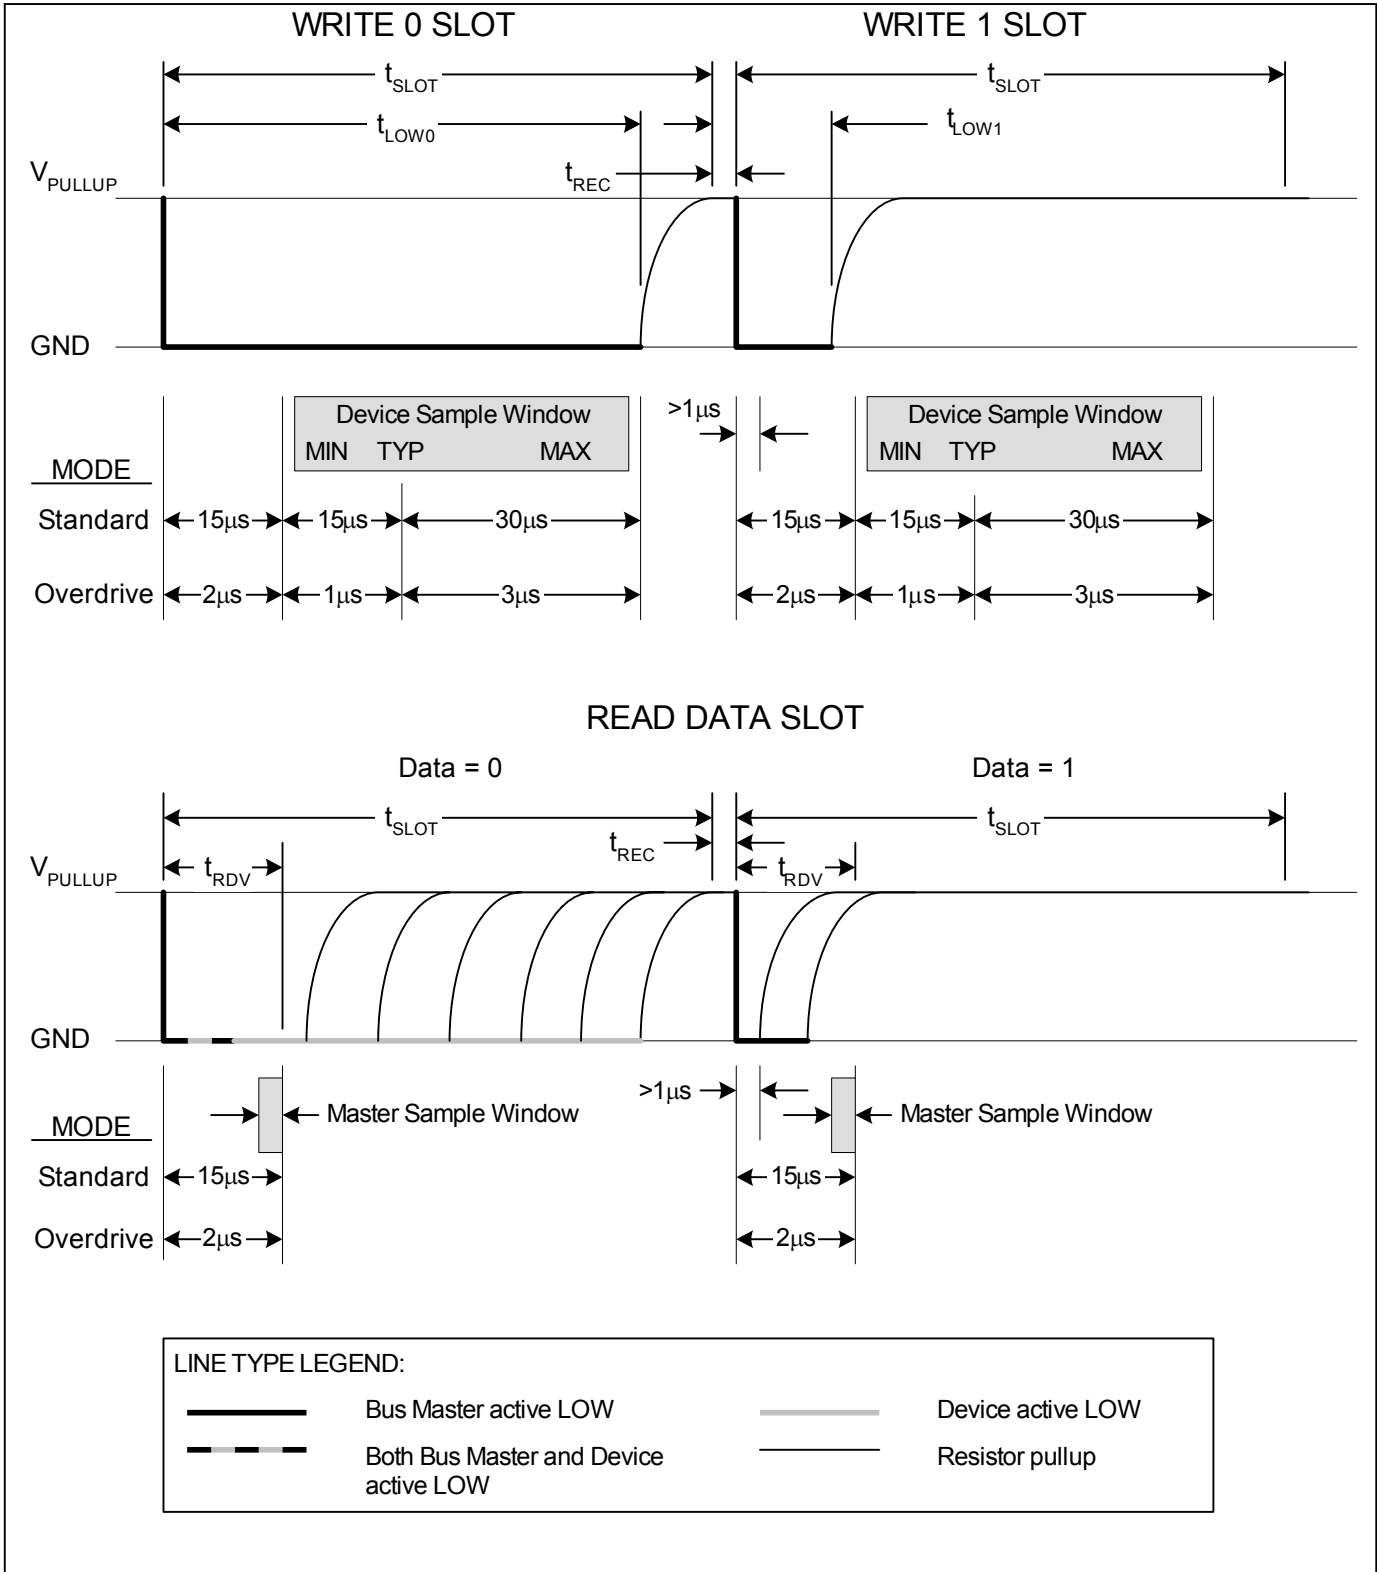 WRITE 0 SLOT WRITE 1 SLOT
tSLOT tSLOT
tLOW0 tLOW1
VPULLUP tREC
GND
Device Sample Window >1µs Device Sample Window
MIN TYP MAX MIN TYP MAX
MODE
Standard 15µs 15µs 30µs 15µs 15µs 30µs
Overdrive 2µs 1µs 3µs 2µs 1µs 3µs
READ DATA SLOT
Data = 0 Data = 1
tSLOT tSLOT
tREC
VPULLUP tRDV tRDV
GND
>1µs
MODE Master Sample Window Master Sample Window
Standard 15µs 15µs
Overdrive 2µs 2µs
LINE TYPE LEGEND:
Bus Master active LOW Device active LOW
Both Bus Master and Device Resistor pullup
active LOW